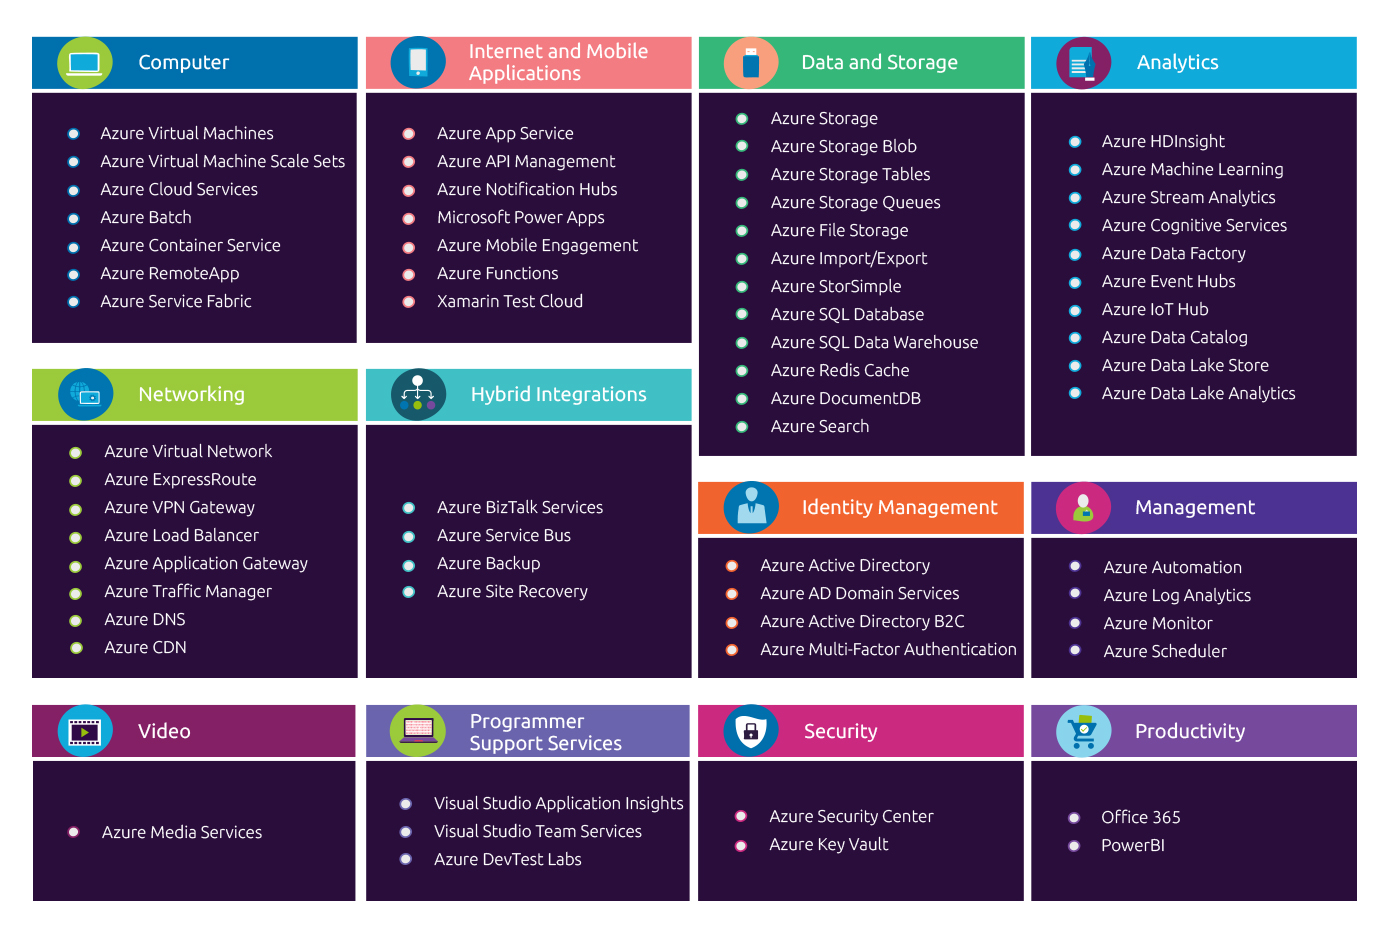 Computer
Azure Virtual Machines
Azure Virtual Machine Scale Sets
Azure Cloud Services
Azure Batch
Azure Container Service
Azure RemoteApp
Azure Service Fabric
Internet and Mobile
Applications
Azure App Service
Azure API Management
Azure Notification Hubs
Microsoft Power Apps
Azure Mobile Engagement
Azure Functions
Xamarin Test Cloud
Data and Storage
Azure Storage
Azure Storage Blob
Azure Storage Tables
Azure Storage Queues
Azure File Storage
Azure Import/Export
Azure StorSimple
Azure SQL Database
Azure SQL Data Warehouse
Azure Redis Cache
Azure DocumentDB
Azure Search
Analytics
Azure HDInsight
Azure Machine Learning
Azure Stream Analytics
Azure Cognitive Services
Azure Data Factory
Azure Event Hubs
Azure IoT Hub
Azure Data Catalog
Azure Data Lake Store
Azure Data Lake Analytics
Networking
Azure Virtual Network
Azure ExpressRoute
Azure VPN Gateway
Azure Load Balancer
Azure Application Gateway
Azure Traffic Manager
Azure DNS
Azure CDN
Hybrid Integrations
Azure BizTalk Services
Azure Service Bus
Azure Backup
Azure Site Recovery
Identity Management
Azure Active Directory
Azure AD Domain Services
Azure Active Directory B2C
Azure Multi-Factor Authentication
Management
Azure Automation
Azure Log Analytics
Azure Monitor
Azure Scheduler
Video
Azure Media Services
Programmer
Support Services
Visual Studio Application Insights
Visual Studio Team Services
Azure DevTest Labs
Security
Azure Security Center
Azure Key Vault
Productivity
Office 365
PowerBI